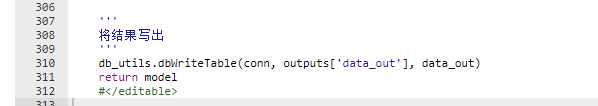 306
307 '''
308 将结果写出
309 '''
310 db_utils.dbWriteTable(conn, outputs['data_out'], data_out)
311 return model
312 #</editable>
313